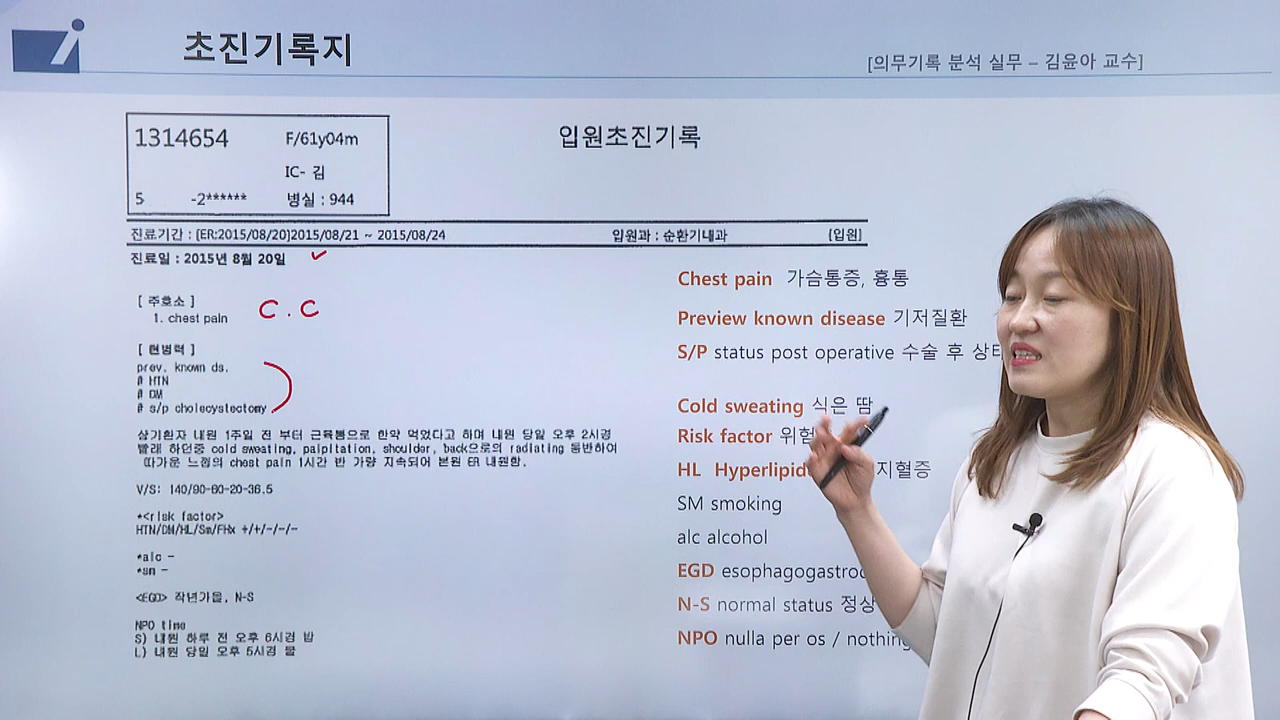 i
초진기록지
[의무기록 분석 실무 – 김윤아 교수]
1314654 F/61y04m
IC- 김
5 -2****** 병실 : 944
입원초진기록
진료기간 : [ER:2015/08/20]2015/08/21 ~ 2015/08/24 입원과 : 순환기내과 [입원]
진료일 : 2015년 8월 20일
[ 주호소 ]
1. chest pain
C . C
[ 현병력 ]
prev. known ds.
# HTN
# DM
# s/p cholecystectomy
상기환자 내원 1주일 전 부터 근육통으로 한약 먹었다고 하며 내원 당일 오후 2시경
빨래 하던중 cold sweating, palpitation, shoulder, back으로의 radiating 동반하여
따가운 느낌의 chest pain 1시간 반 가량 지속되어 본원 ER 내원함.
V/S: 140/90-60-20-36.5
*<risk factor>
HTN/DM/HL/Sm/FHx +/+/-/-/-
*alc -
*sm -
<EGD> 작년가을, N-S
NPO time
S) 내원 하루 전 오후 6시경 밥
L) 내원 당일 오후 5시경 물
Chest pain 가슴통증, 흉통
Preview known disease 기저질환
S/P status post operative 수술 후
Cold sweating 식은 땀
Risk factor
HL 지혈증
SM smoking
alc alcohol
EGD
N-S normal status 정상
NPO nulla per os /